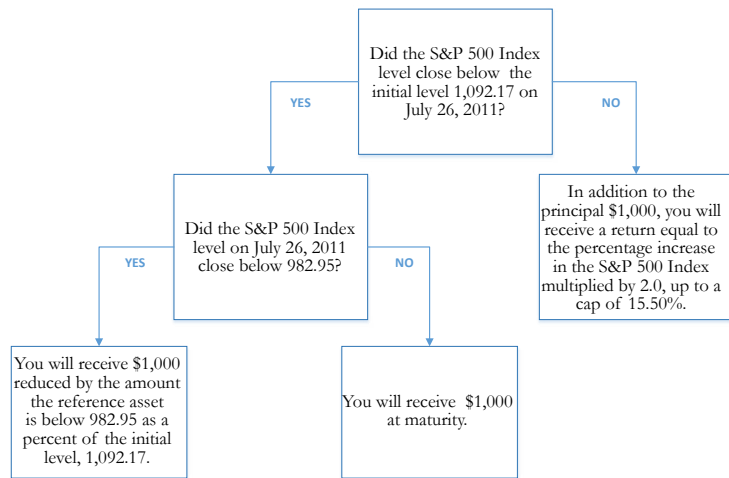 Did the S&P 500 Index
level close below the
initial level 1,092.17 on
July 26, 2011?
YES
NO
Did the S&P 500 Index
level on July 26, 2011
close below 982.95?
In addition to the
principal $1,000, you will
receive a return equal to
the percentage increase
in the S&P 500 Index
multiplied by 2.0, up to a
cap of 15.50%.
YES
NO
You will receive $1,000
reduced by the amount
the reference asset
is below 982.95 as a
percent of the initial
level, 1,092.17.
You will receive $1,000
at maturity.